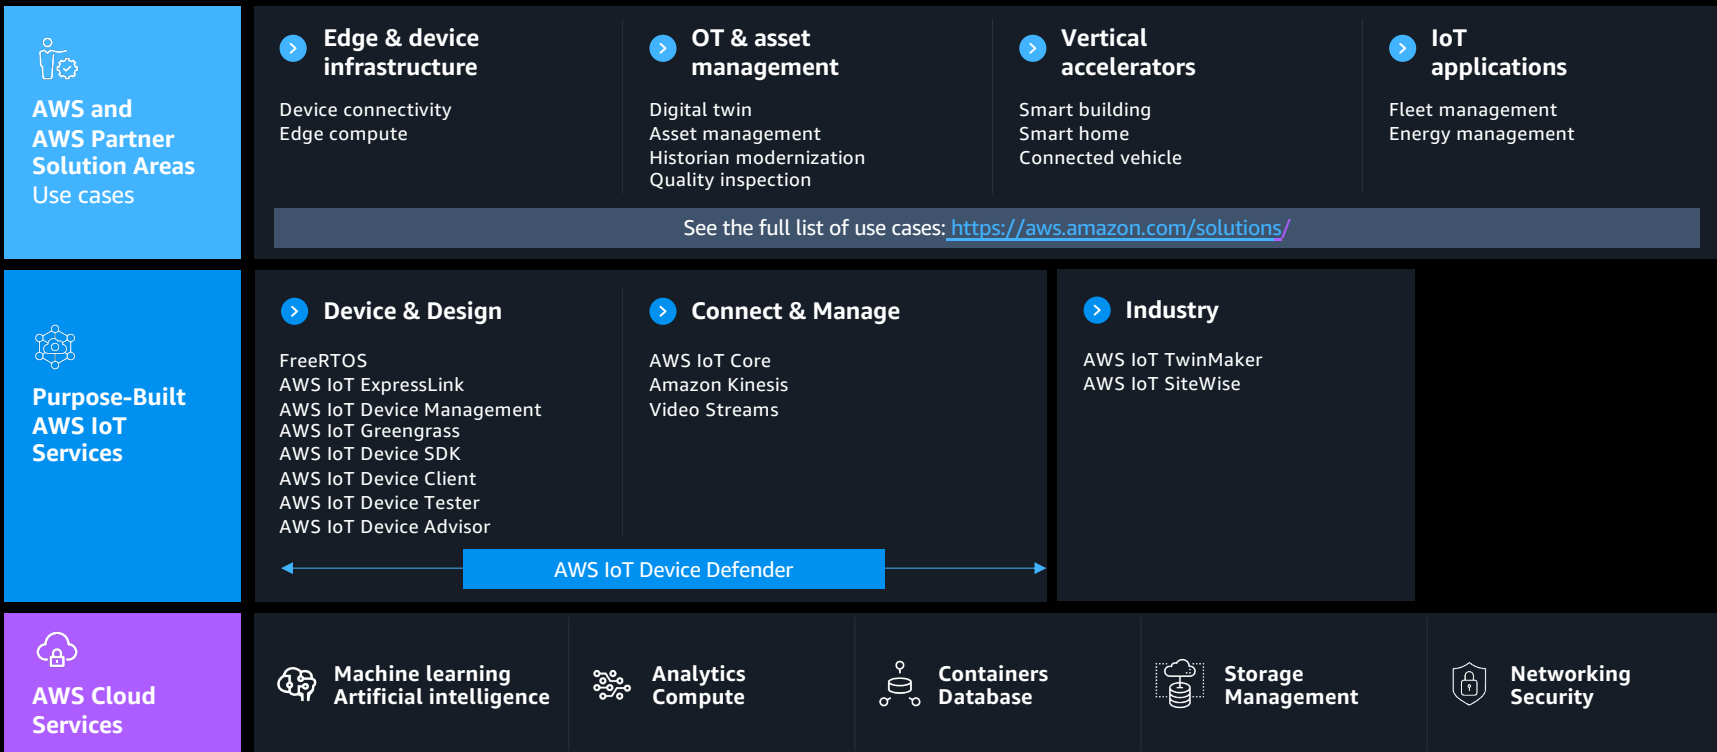 AWS and
AWS Partner
Solution Areas
Use cases
Edge & device
infrastructure
Device connectivity
Edge compute
OT & asset
management
Digital twin
Asset management
Historian modernization
Quality inspection
Vertical
accelerators
Smart building
Smart home
Connected vehicle
IoT
applications
Fleet management
Energy management
See the full list of use cases: https://aws.amazon.com/solutions/
Purpose-Built
AWS IoT
Services
Device & Design
FreeRTOS
AWS IoT ExpressLink
AWS IoT Device Management
AWS IoT Greengrass
AWS IoT Device SDK
AWS IoT Device Client
AWS IoT Device Tester
AWS IoT Device Advisor
Connect & Manage
AWS IoT Core
Amazon Kinesis
Video Streams
AWS IoT Device Defender
Industry
AWS IoT TwinMaker
AWS IoT SiteWise
AWS Cloud
Services
Machine learning
Artificial intelligence
Analytics
Compute
Containers
Database
Storage
Management
Networking
Security